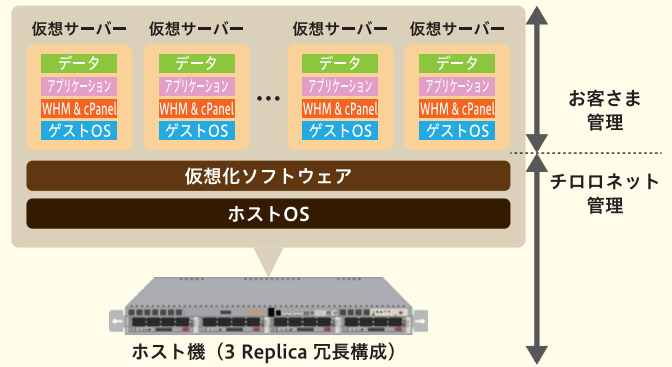 仮想サーバー 仮想サーバー 仮想サーバー 仮想サーバー
データ データ データ データ
アプリケーション アプリケーション アプリケーション アプリケーション
WHM & cPanel WHM & cPanel … WHM & cPanel WHM & cPanel
ゲストOS ゲストOS ゲストOS ゲストOS
お客さま
管理
仮想化ソフトウェア
チロロネット
管理
ホストOS
ホスト機（3 Replica 冗長構成）